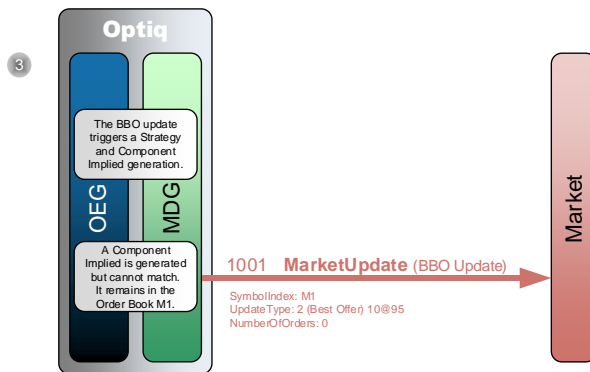 Optiq
3
The BBO update
triggers a Strategy
and Component
Implied generation.
OEG
MDG
A Component
Implied is generated
but cannot match.
It remains in the
Order Book M1.
1001 MarketUpdate (BBO Update)
SymbolIndex: M1
UpdateType: 2 (Best Offer) 10@95
NumberOfOrders: 0
Market